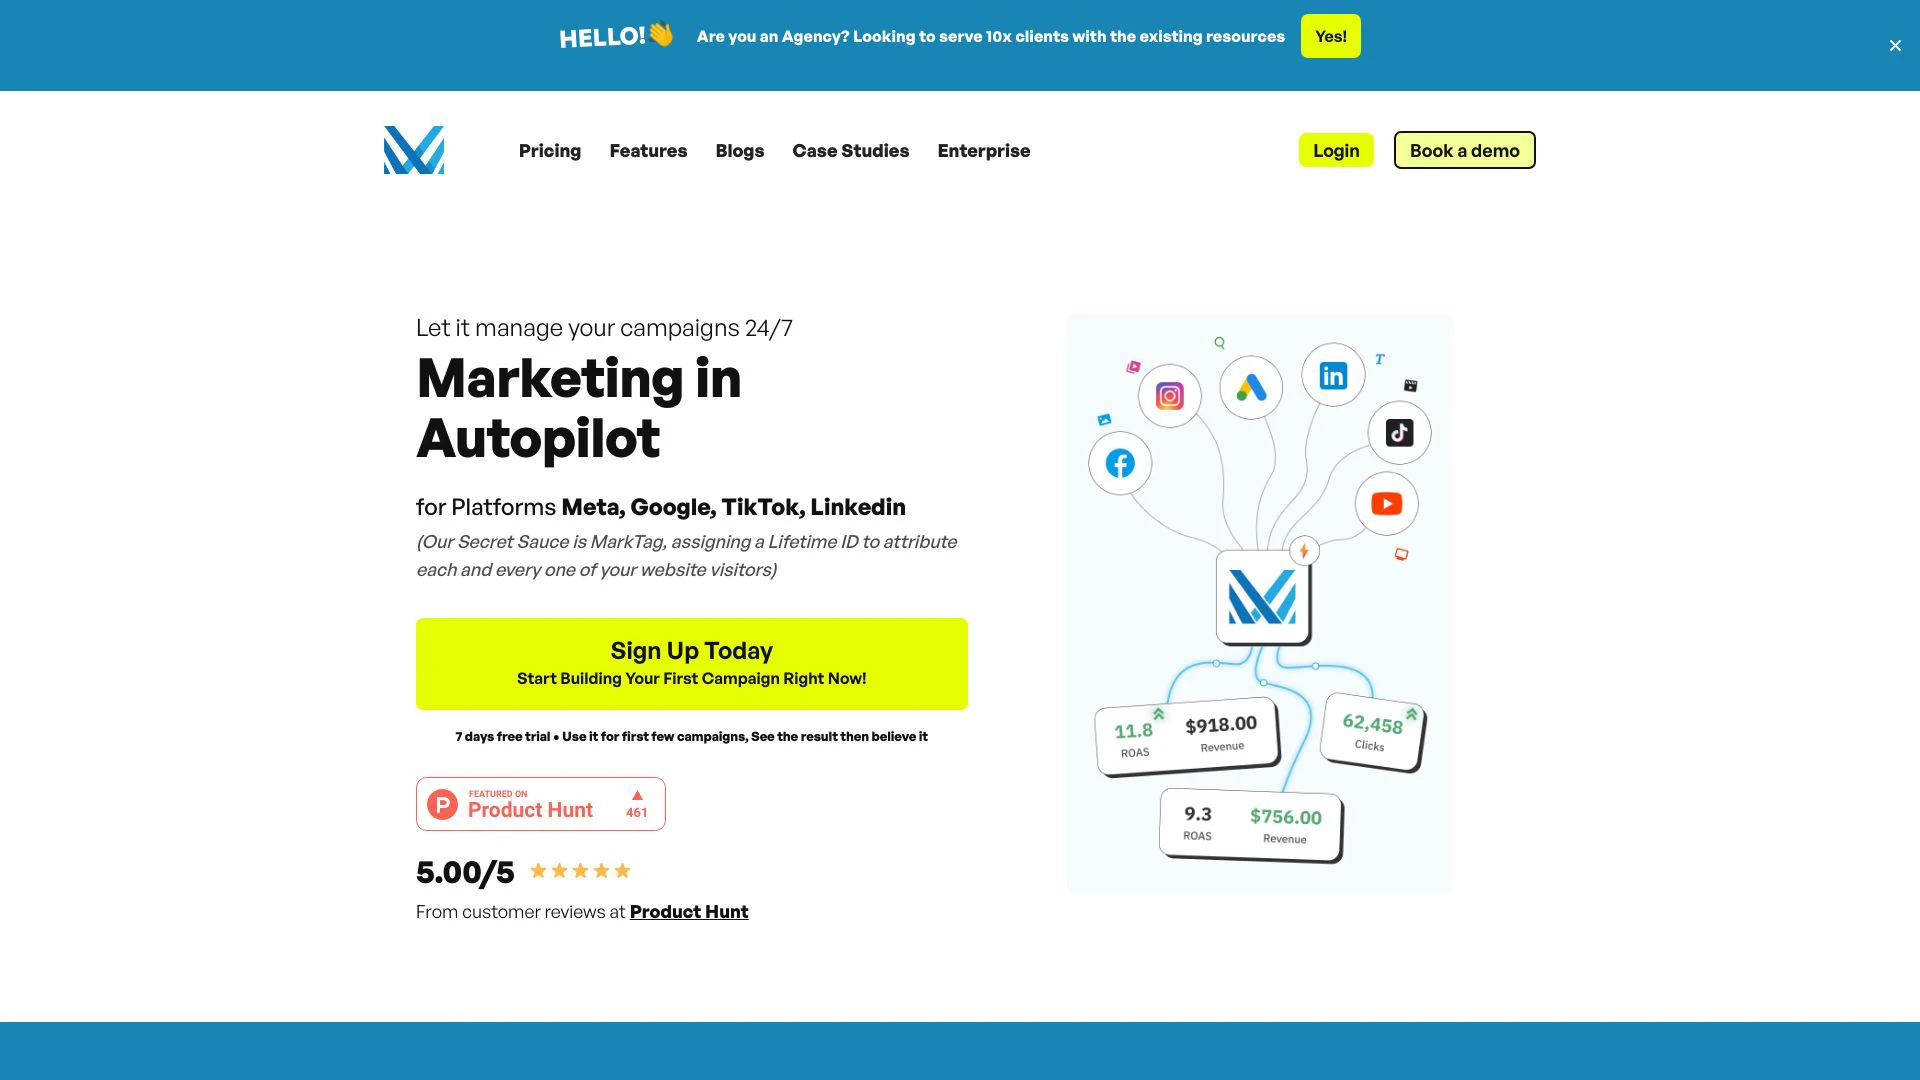 HELLO!👋 Are you an Agency? Looking to serve 10x clients with the existing resources Yes!
Pricing Features Blogs Case Studies Enterprise Login Book a demo
Let it manage your campaigns 24/7
Marketing in
Autopilot
for Platforms Meta, Google, TikTok, Linkedin
(Our Secret Sauce is MarkTag, assigning a Lifetime ID to attribute
each and every one of your website visitors)
Sign Up Today
Start Building Your First Campaign Right Now!
7 days free trial • Use it for first few campaigns, See the result then believe it
FEATURED ON
Product Hunt
461
5.00/5
From customer reviews at Product Hunt
T
in
11.8
ROAS
$918.00
Revenue
62,458
Clicks
9.3
ROAS
$756.00
Revenue